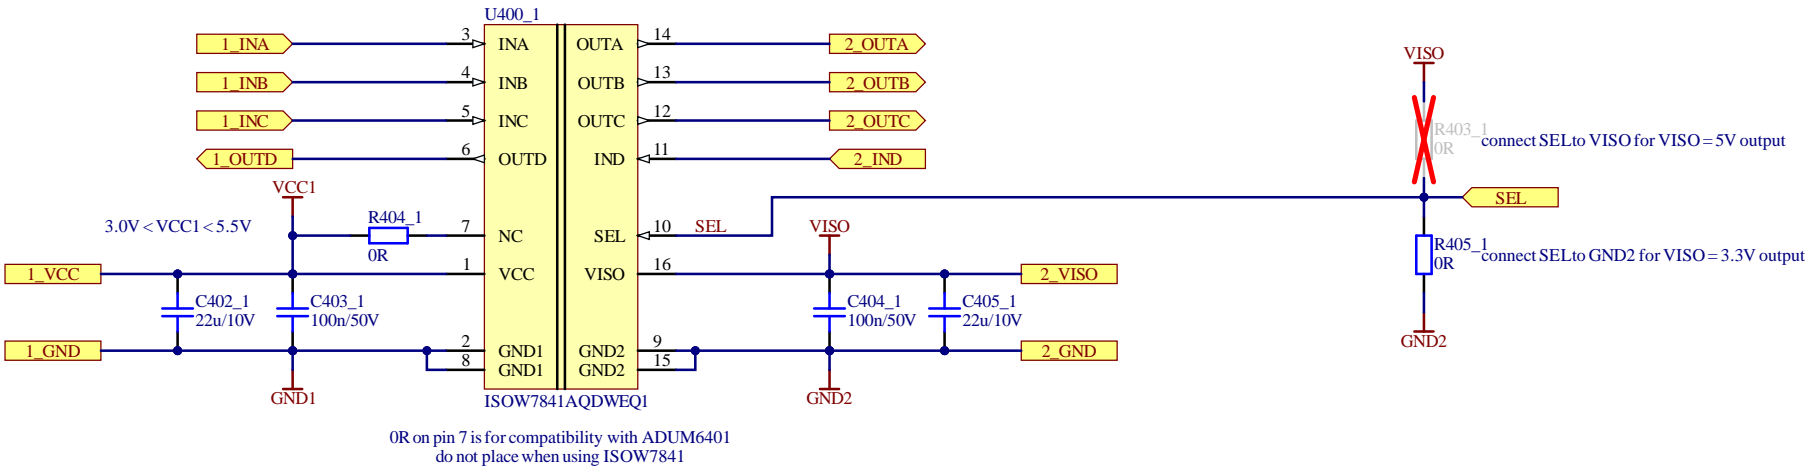 U400_1
1_INA
3
INA
OUTA
14
2_OUTA
1_INB
4
INB
OUTB
13
2_OUTB
1_INC
5
INC
OUTC
12
2_OUTC
1_OUTD
6
OUTD
IND
11
2_IND
VISO
R403_1
0R
connect SEL to VISO for VISO = 5V output
SEL
VCC1
3.0V < VCC1 < 5.5V
R404_1
0R
7
NC
SEL
10
SEL
VISO
R405_1
0R
connect SEL to GND2 for VISO = 3.3V output
GND2
1_VCC
1
VCC
VISO
16
2_VISO
C402_1
22u/10V
C403_1
100n/50V
C404_1
100n/50V
C405_1
22u/10V
1_GND
2
GND1
GND2
9
2_GND
8
GND1
GND2
15
GND1
GND2
ISOW7841AQDWEQ1
0R on pin 7 is for compatibility with ADUM6401
do not place when using ISOW7841